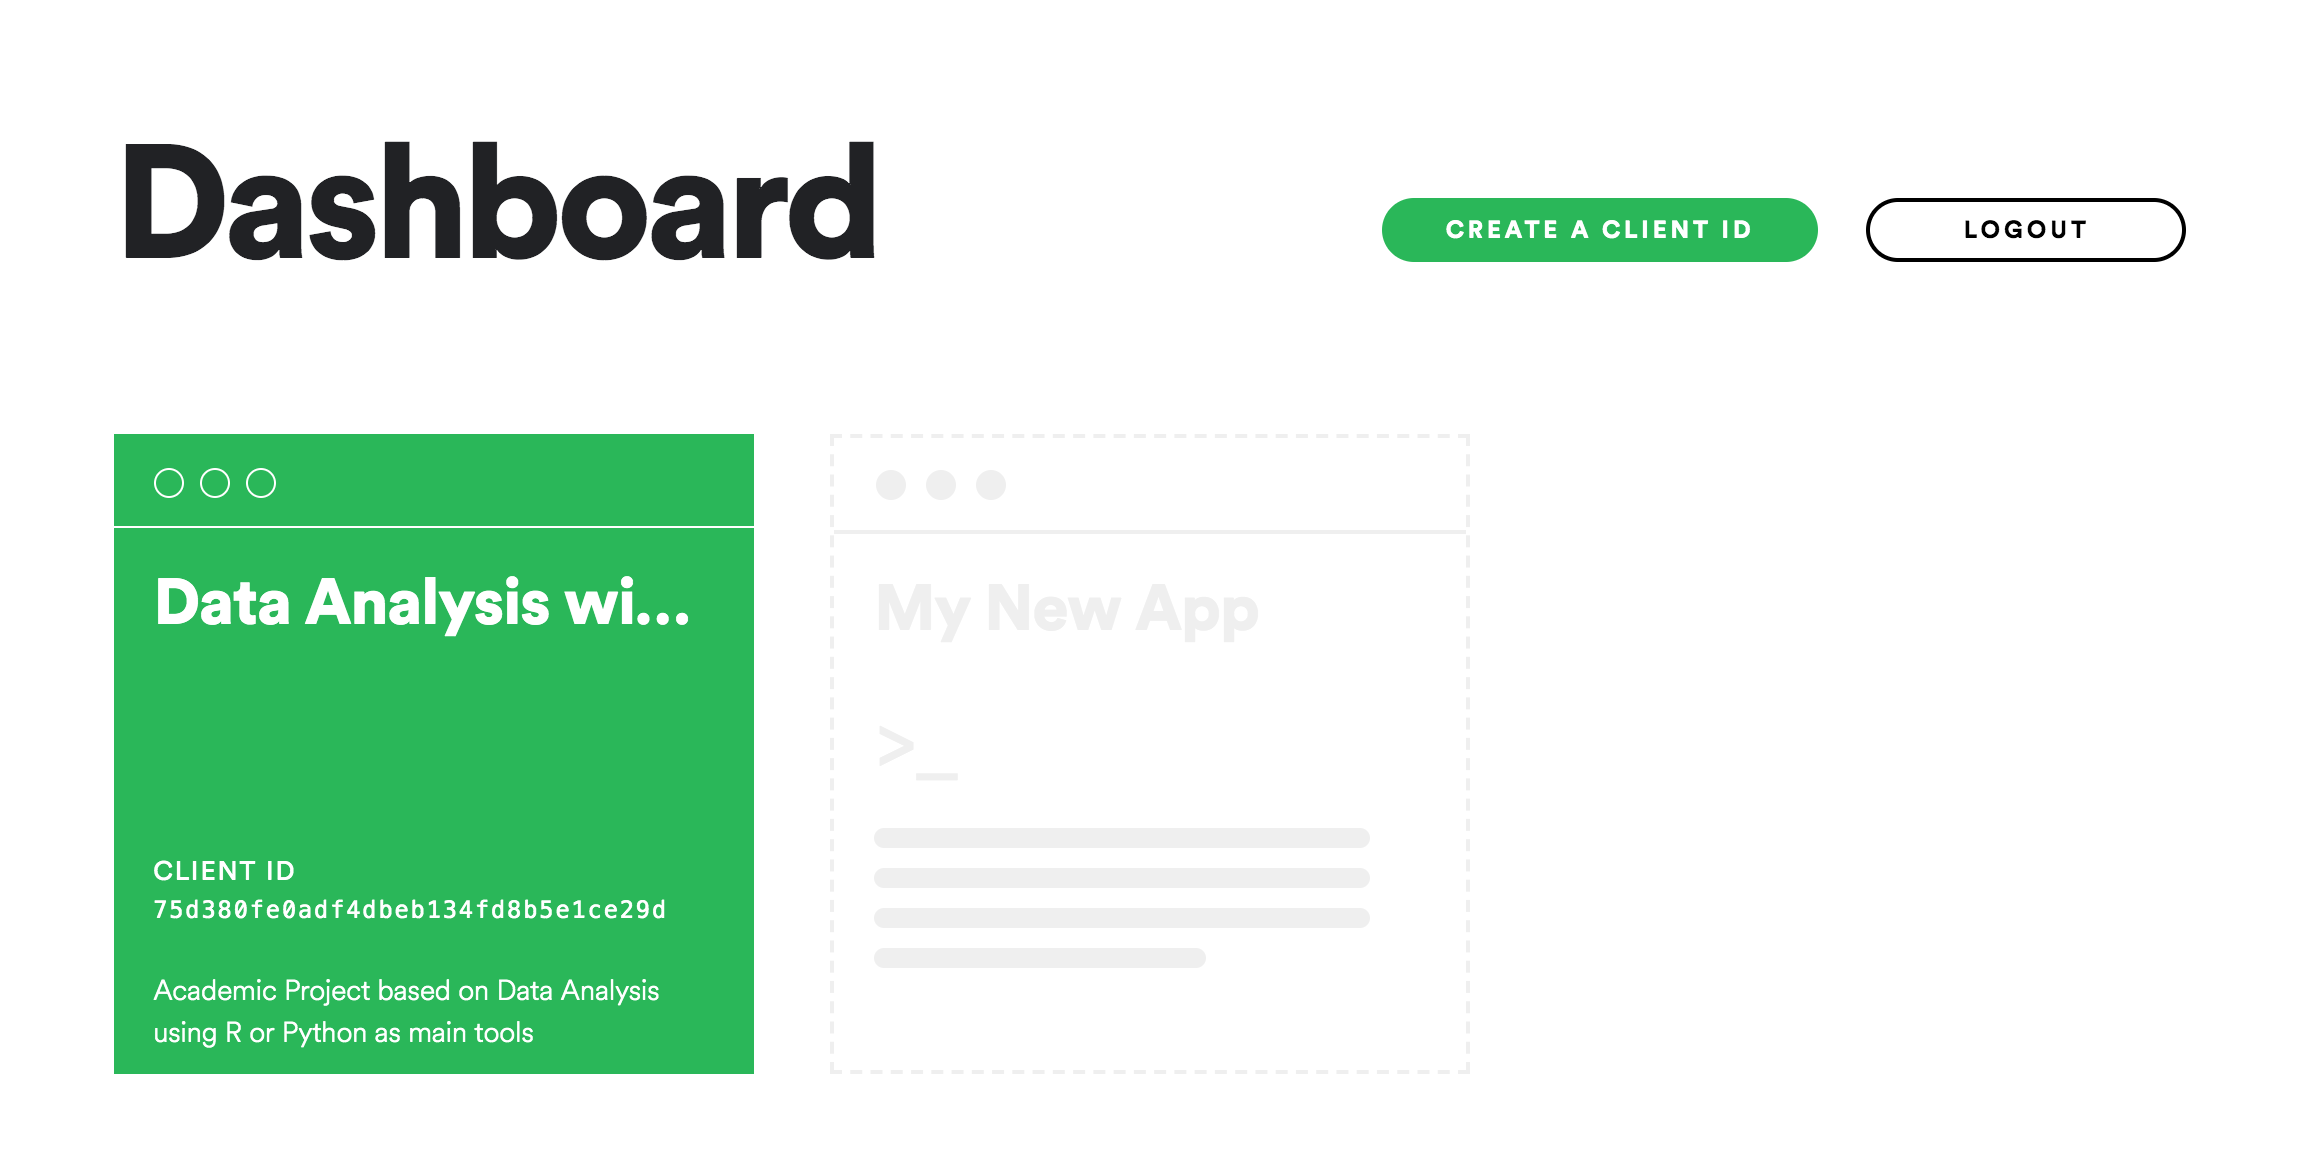 Dashboard
CREATE A CLIENT ID
LOGOUT
Data Analysis wi...
CLIENT ID
75d380fe0adf4dbeb134fd8b5e1ce29d
Academic Project based on Data Analysis
using R or Python as main tools
My New App
>_